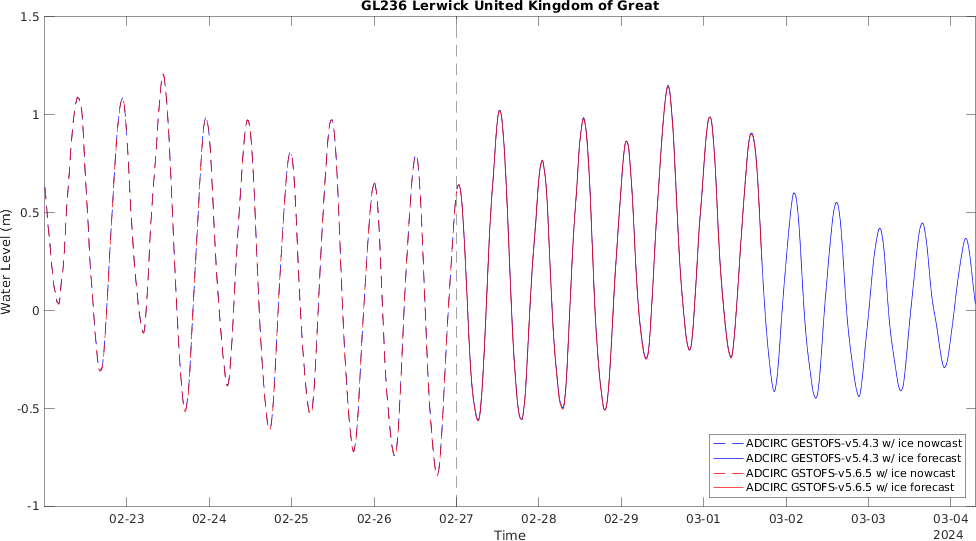 GL236 Lerwick United Kingdom of Great
1.5
1
0.5
0
-0.5
-1
Water Level (m)
ADCIRC GESTOFS-v5.4.3 w/ ice nowcast
ADCIRC GESTOFS-v5.4.3 w/ ice forecast
ADCIRC GSTOFS-v5.6.5 w/ ice nowcast
ADCIRC GSTOFS-v5.6.5 w/ ice forecast
02-23 02-24 02-25 02-26 02-27 02-28 02-29 03-01 03-02 03-03 03-04
Time
2024